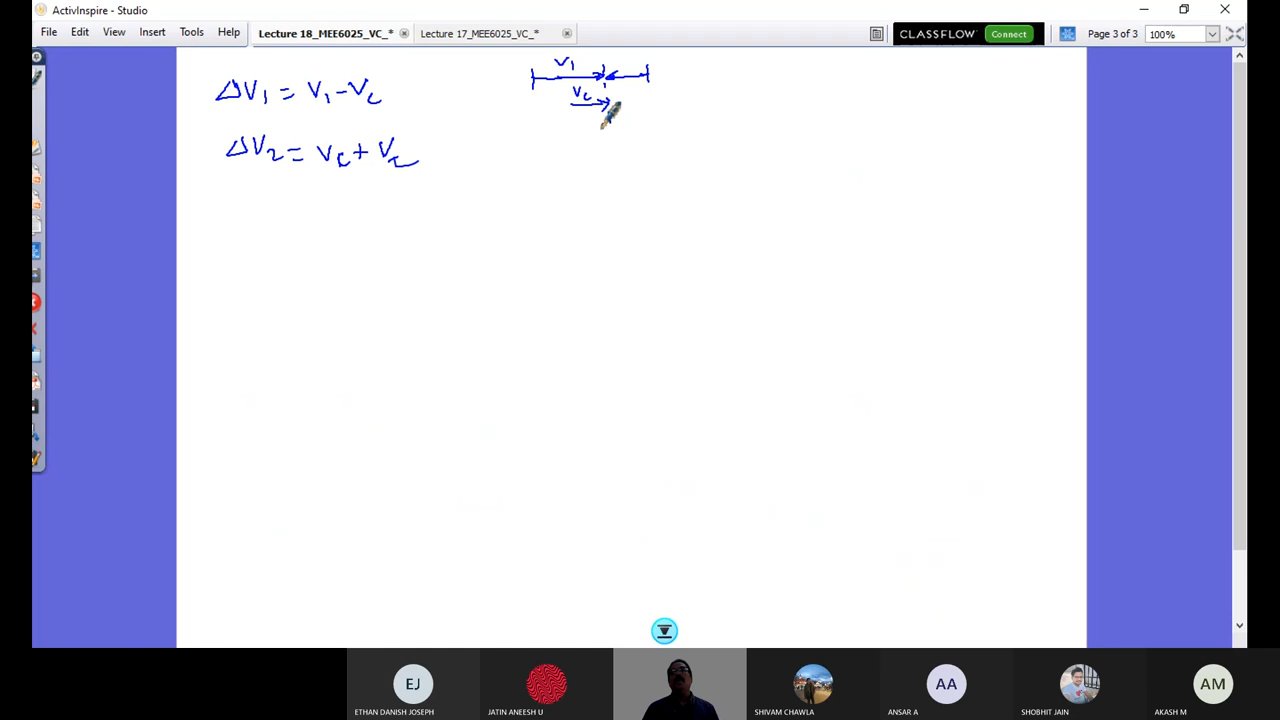 ActivInspire - Studio
File Edit View Insert Tools Help
Lecture 18_MEE6025_VC_*
Lecture 17_MEE6025_VC_*
CLASSFLOW Connect
Page 3 of 3
100%
V1
ΔV1 = V1 - Vc
Vc
ΔV2 = Vc + V2
EJ
AA
AM
ETHAN DANISH JOSEPH
JATIN ANEESH U
SHIVAM CHAWLA
ANSAR A
SHOBHIT JAIN
AKASH M